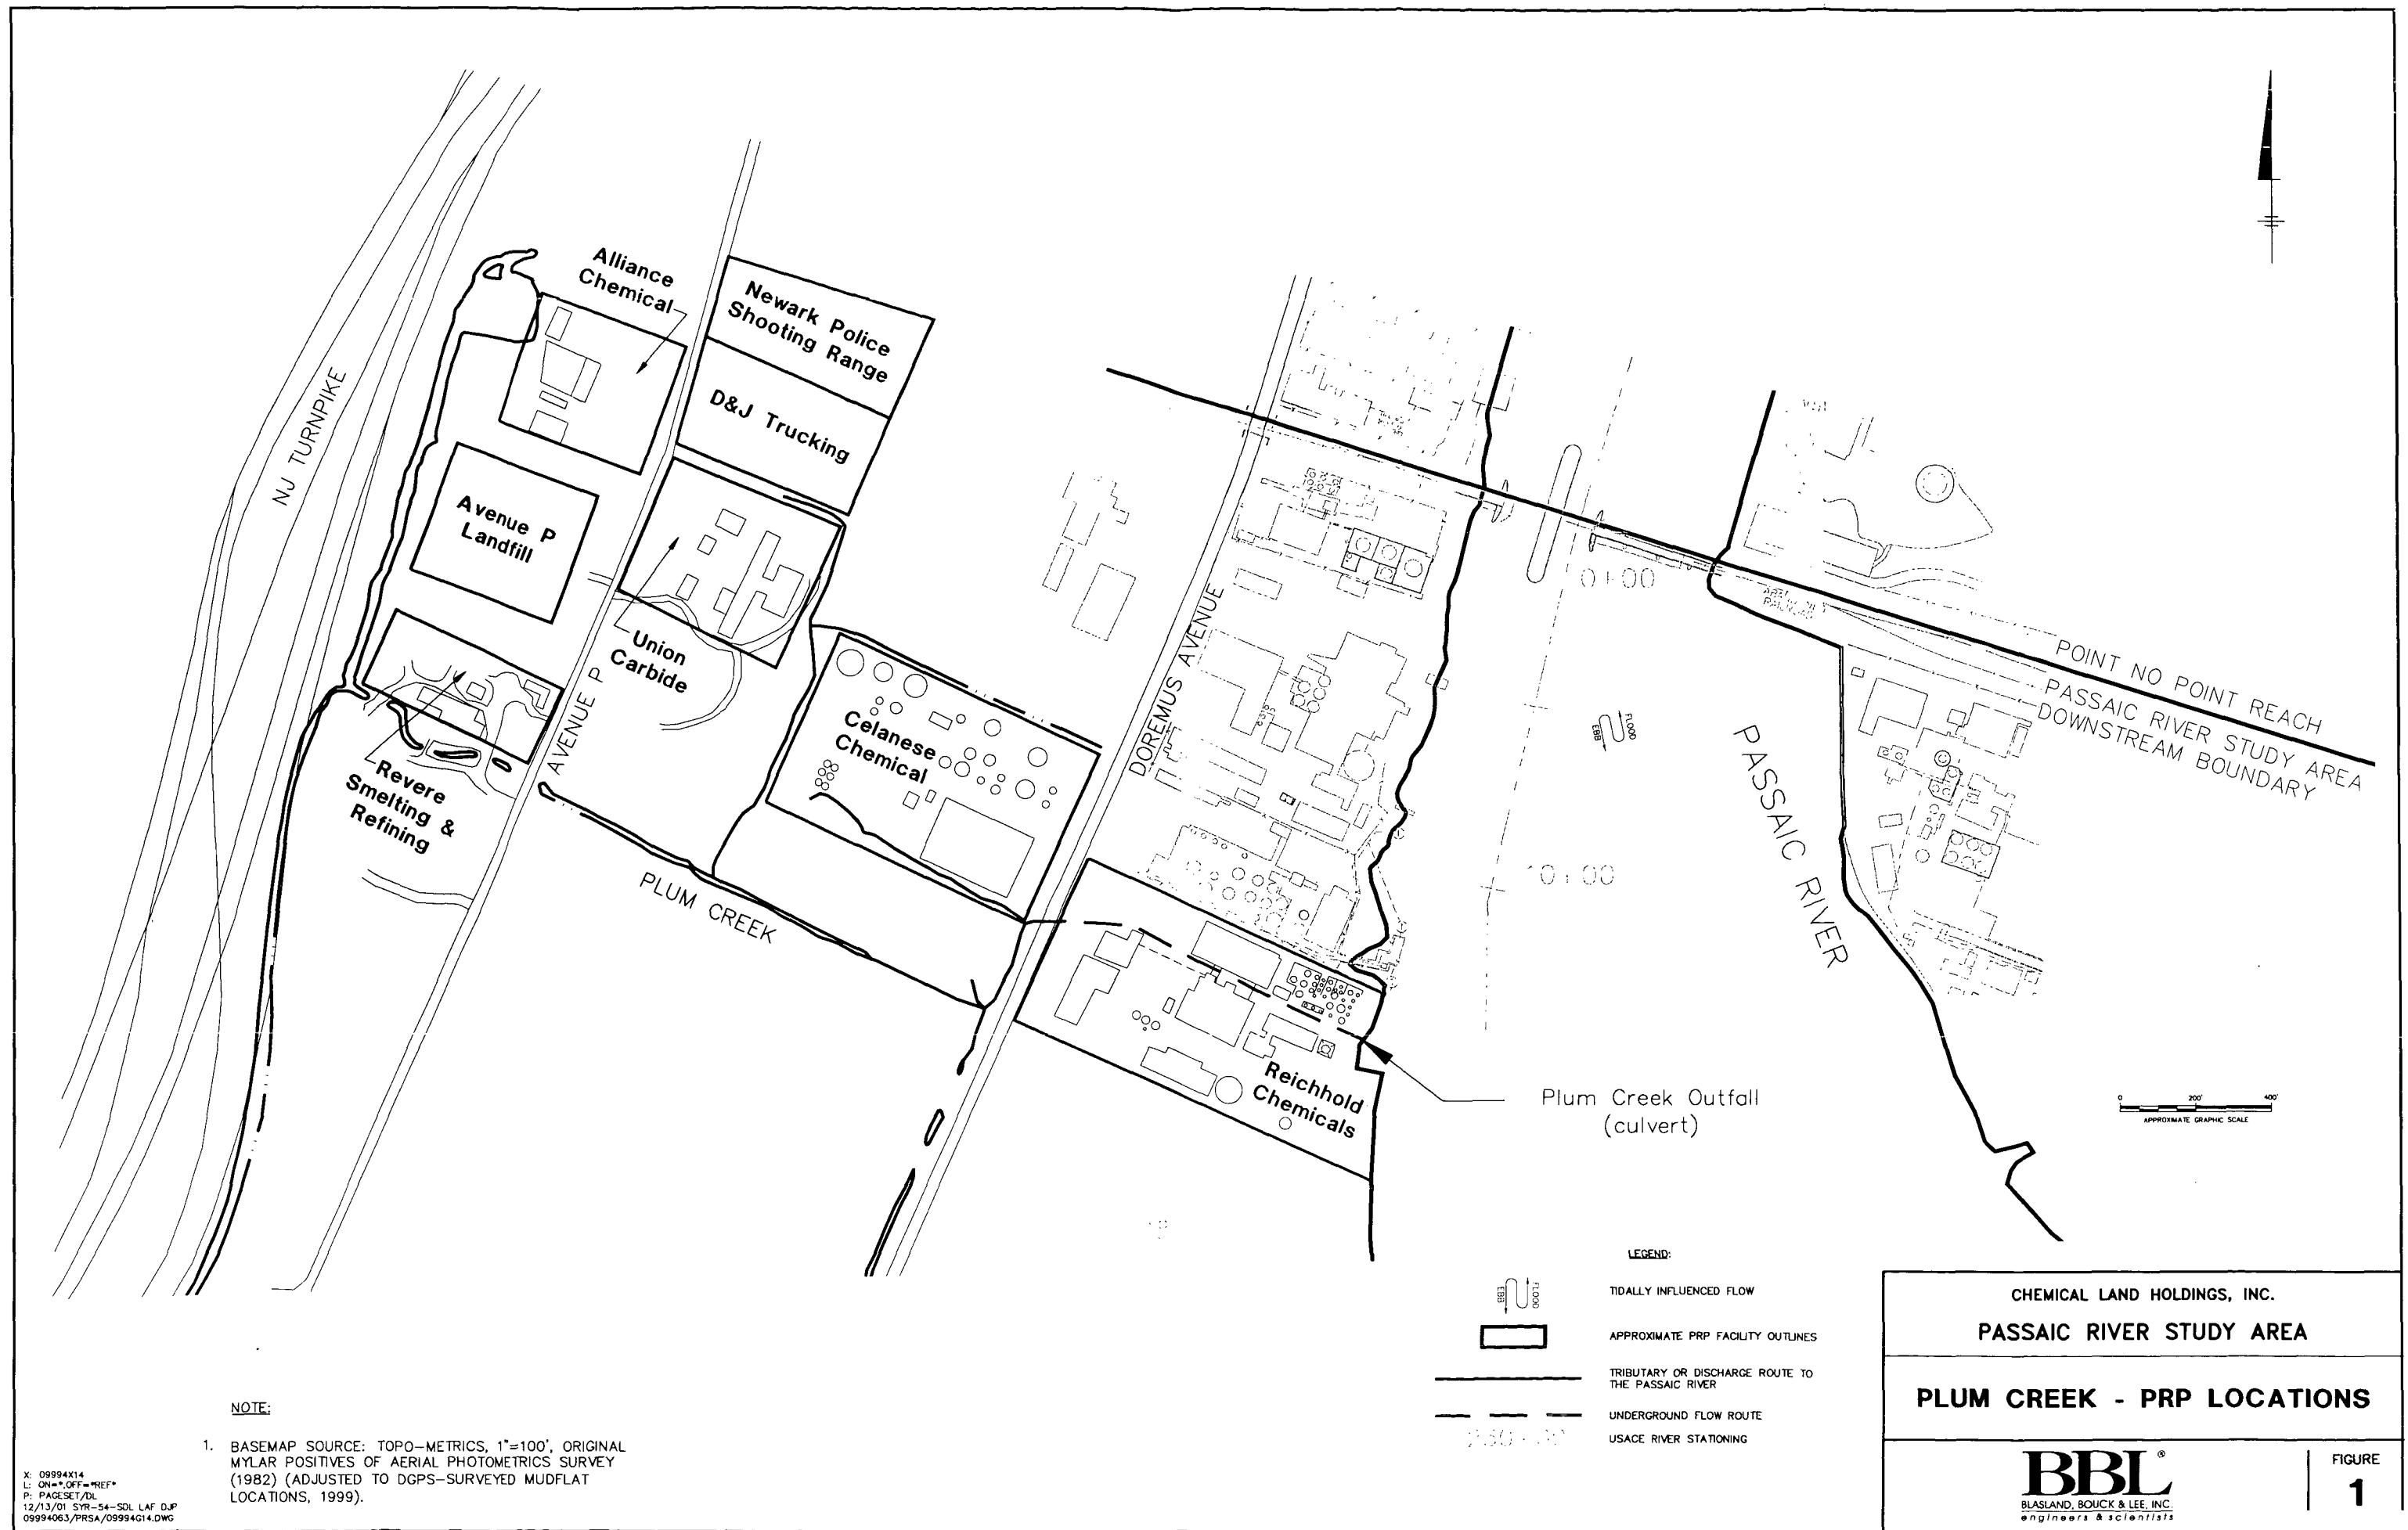 Alliance
Chemical
Newark Police
Shooting Range
D&J Trucking
NJ TURNPIKE
Avenue P
Landfill
Union
Carbide
AVENUE P
Revere
Smelting &
Refining
Celanese
Chemical
PLUM CREEK
DOREMUS AVENUE
0+00
FLOOD
EBB
10+00
PASSAIC RIVER
POINT NO POINT REACH
PASSAIC RIVER STUDY AREA
DOWNSTREAM BOUNDARY
Reichhold
Chemicals
Plum Creek Outfall
(culvert)
0 200' 400'
APPROXIMATE GRAPHIC SCALE
LEGEND:
EBB
FLOOD
TIDALLY INFLUENCED FLOW
APPROXIMATE PRP FACILITY OUTLINES
TRIBUTARY OR DISCHARGE ROUTE TO
THE PASSAIC RIVER
UNDERGROUND FLOW ROUTE
USACE RIVER STATIONING
NOTE:
1. BASEMAP SOURCE: TOPO-METRICS, 1"=100', ORIGINAL
MYLAR POSITIVES OF AERIAL PHOTOMETRICS SURVEY
(1982) (ADJUSTED TO DGPS-SURVEYED MUDFLAT
LOCATIONS, 1999).
X: 09994X14
L: ON=*,OFF=*REF*
P: PAGESET/DL
12/13/01 SYR-54-SDL LAF DJP
09994063/PRSA/09994G14.DWG
CHEMICAL LAND HOLDINGS, INC.
PASSAIC RIVER STUDY AREA
PLUM CREEK - PRP LOCATIONS
BBL®
BLASLAND, BOUCK & LEE, INC.
engineers & scientists
FIGURE
1